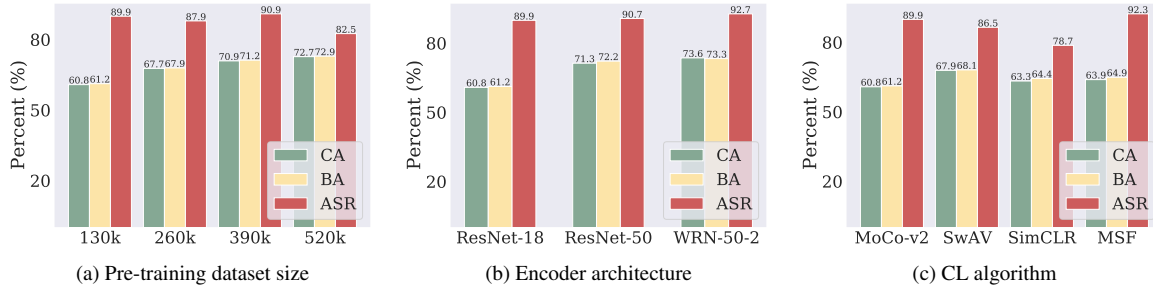 Percent (%)
80
60
40
20
60.8 61.2 89.9
67.7 67.9 87.9
70.9 71.2 90.9
72.7 72.9 82.5
CA
BA
ASR
130k 260k 390k 520k
(a) Pre-training dataset size
Percent (%)
80
60
40
20
60.8 61.2 89.9
71.3 72.2 90.7
73.6 73.3 92.7
CA
BA
ASR
ResNet-18 ResNet-50 WRN-50-2
(b) Encoder architecture
Percent (%)
80
50
20
60.8 61.2 89.9
67.9 68.1 86.5
63.3 64.4 78.7
63.9 64.9 92.3
CA
BA
ASR
MoCo-v2 SwAV SimCLR MSF
(c) CL algorithm